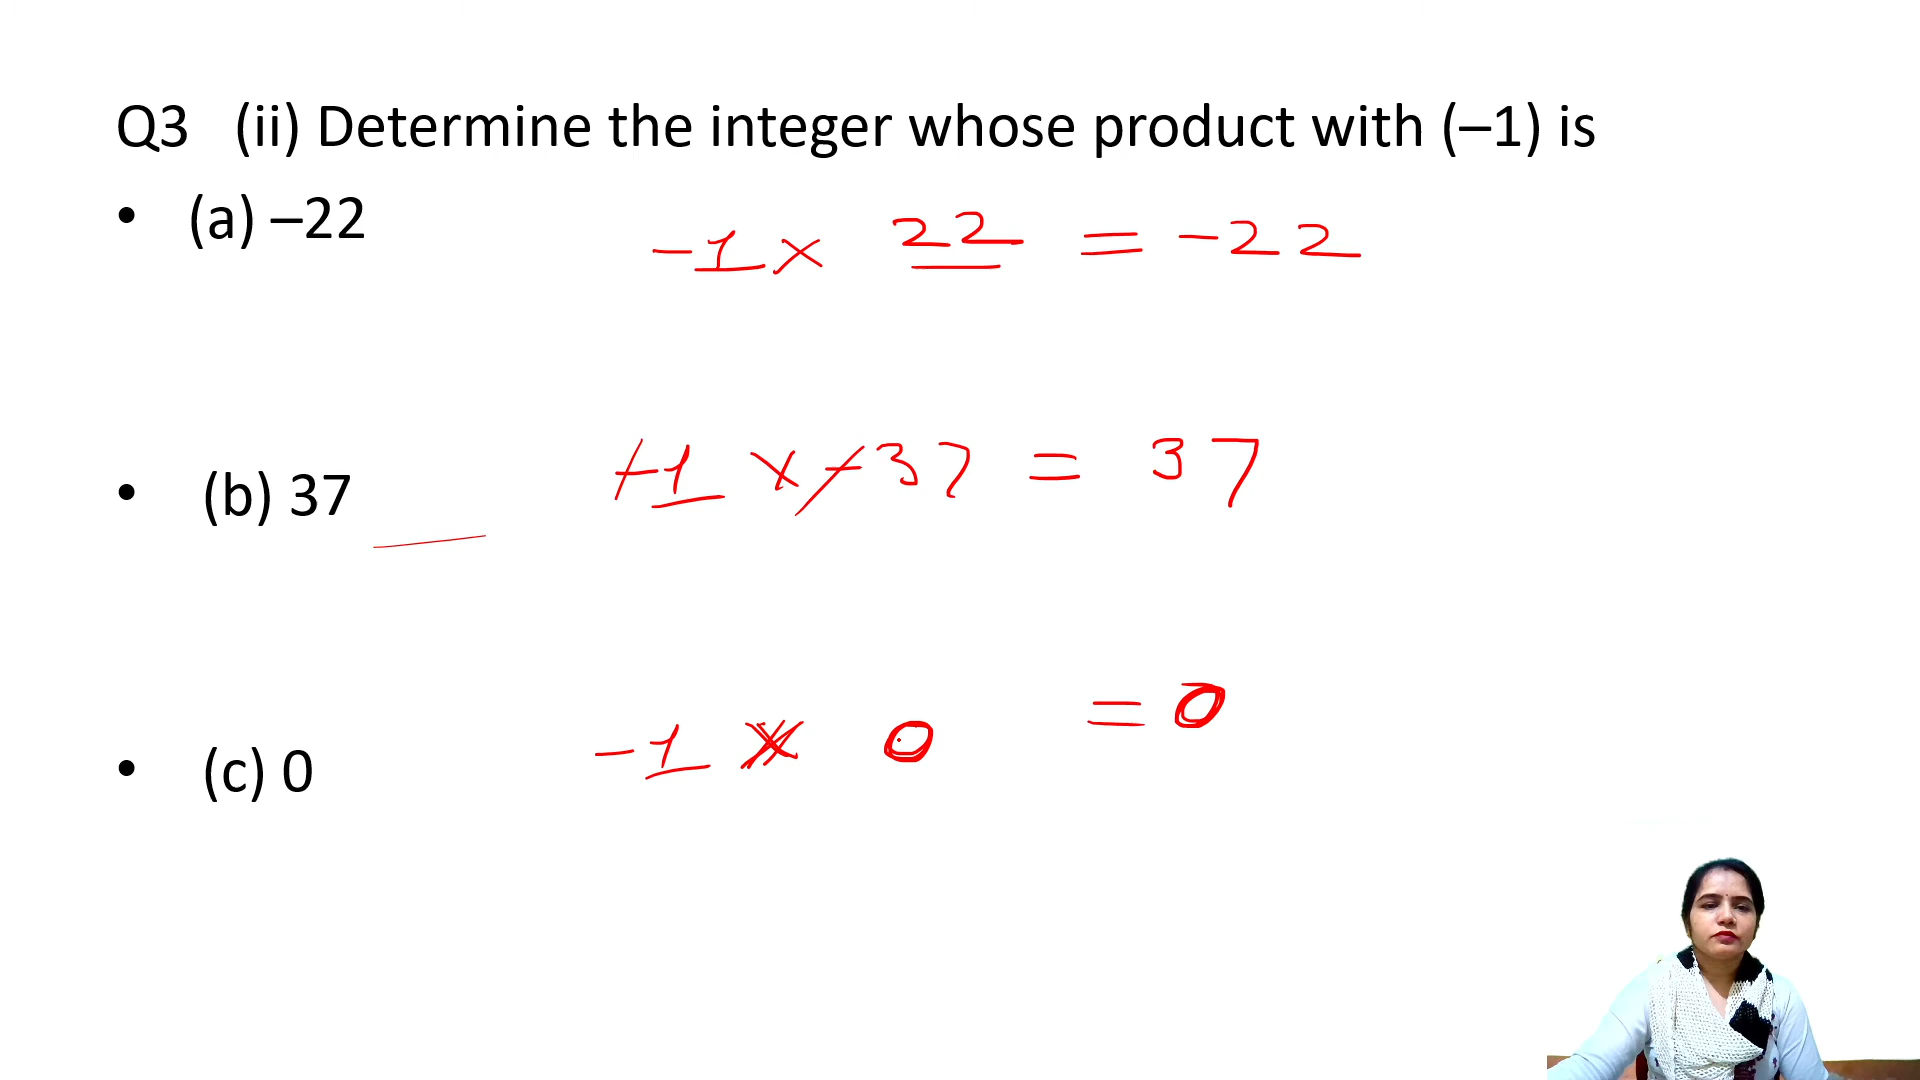 Q3 (ii) Determine the integer whose product with (–1) is
• (a) –22
-1 × 22 = -22
• (b) 37
-1 × -37 = 37
• (c) 0
-1 × 0 = 0